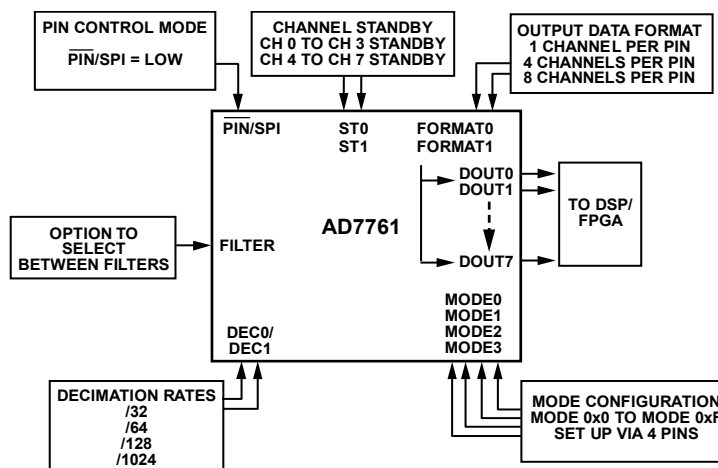 PIN CONTROL MODE
PIN/SPI = LOW
CHANNEL STANDBY
CH 0 TO CH 3 STANDBY
CH 4 TO CH 7 STANDBY
OUTPUT DATA FORMAT
1 CHANNEL PER PIN
4 CHANNELS PER PIN
8 CHANNELS PER PIN
PIN/SPI
ST0
ST1
FORMAT0
FORMAT1
DOUT0
DOUT1
DOUT7
AD7761
TO DSP/
FPGA
OPTION TO
SELECT
BETWEEN FILTERS
FILTER
DEC0/
DEC1
MODE0
MODE1
MODE2
MODE3
DECIMATION RATES
/32
/64
/128
/1024
MODE CONFIGURATION
MODE 0x0 TO MODE 0xF
SET UP VIA 4 PINS